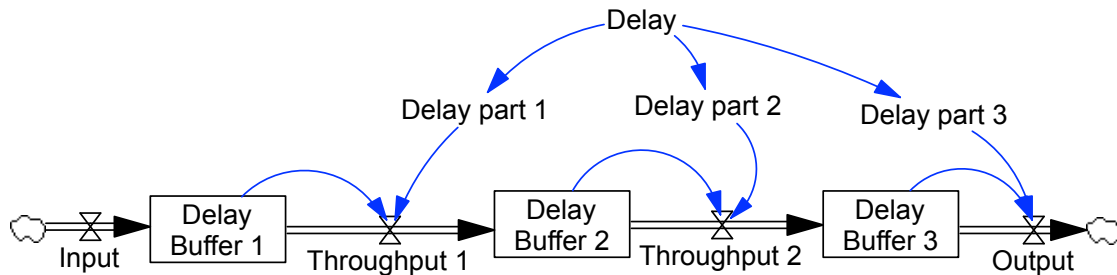 Delay
Delay part 1
Delay part 2
Delay part 3
Delay
Buffer 1
Delay
Buffer 2
Delay
Buffer 3
Input
Throughput 1
Throughput 2
Output